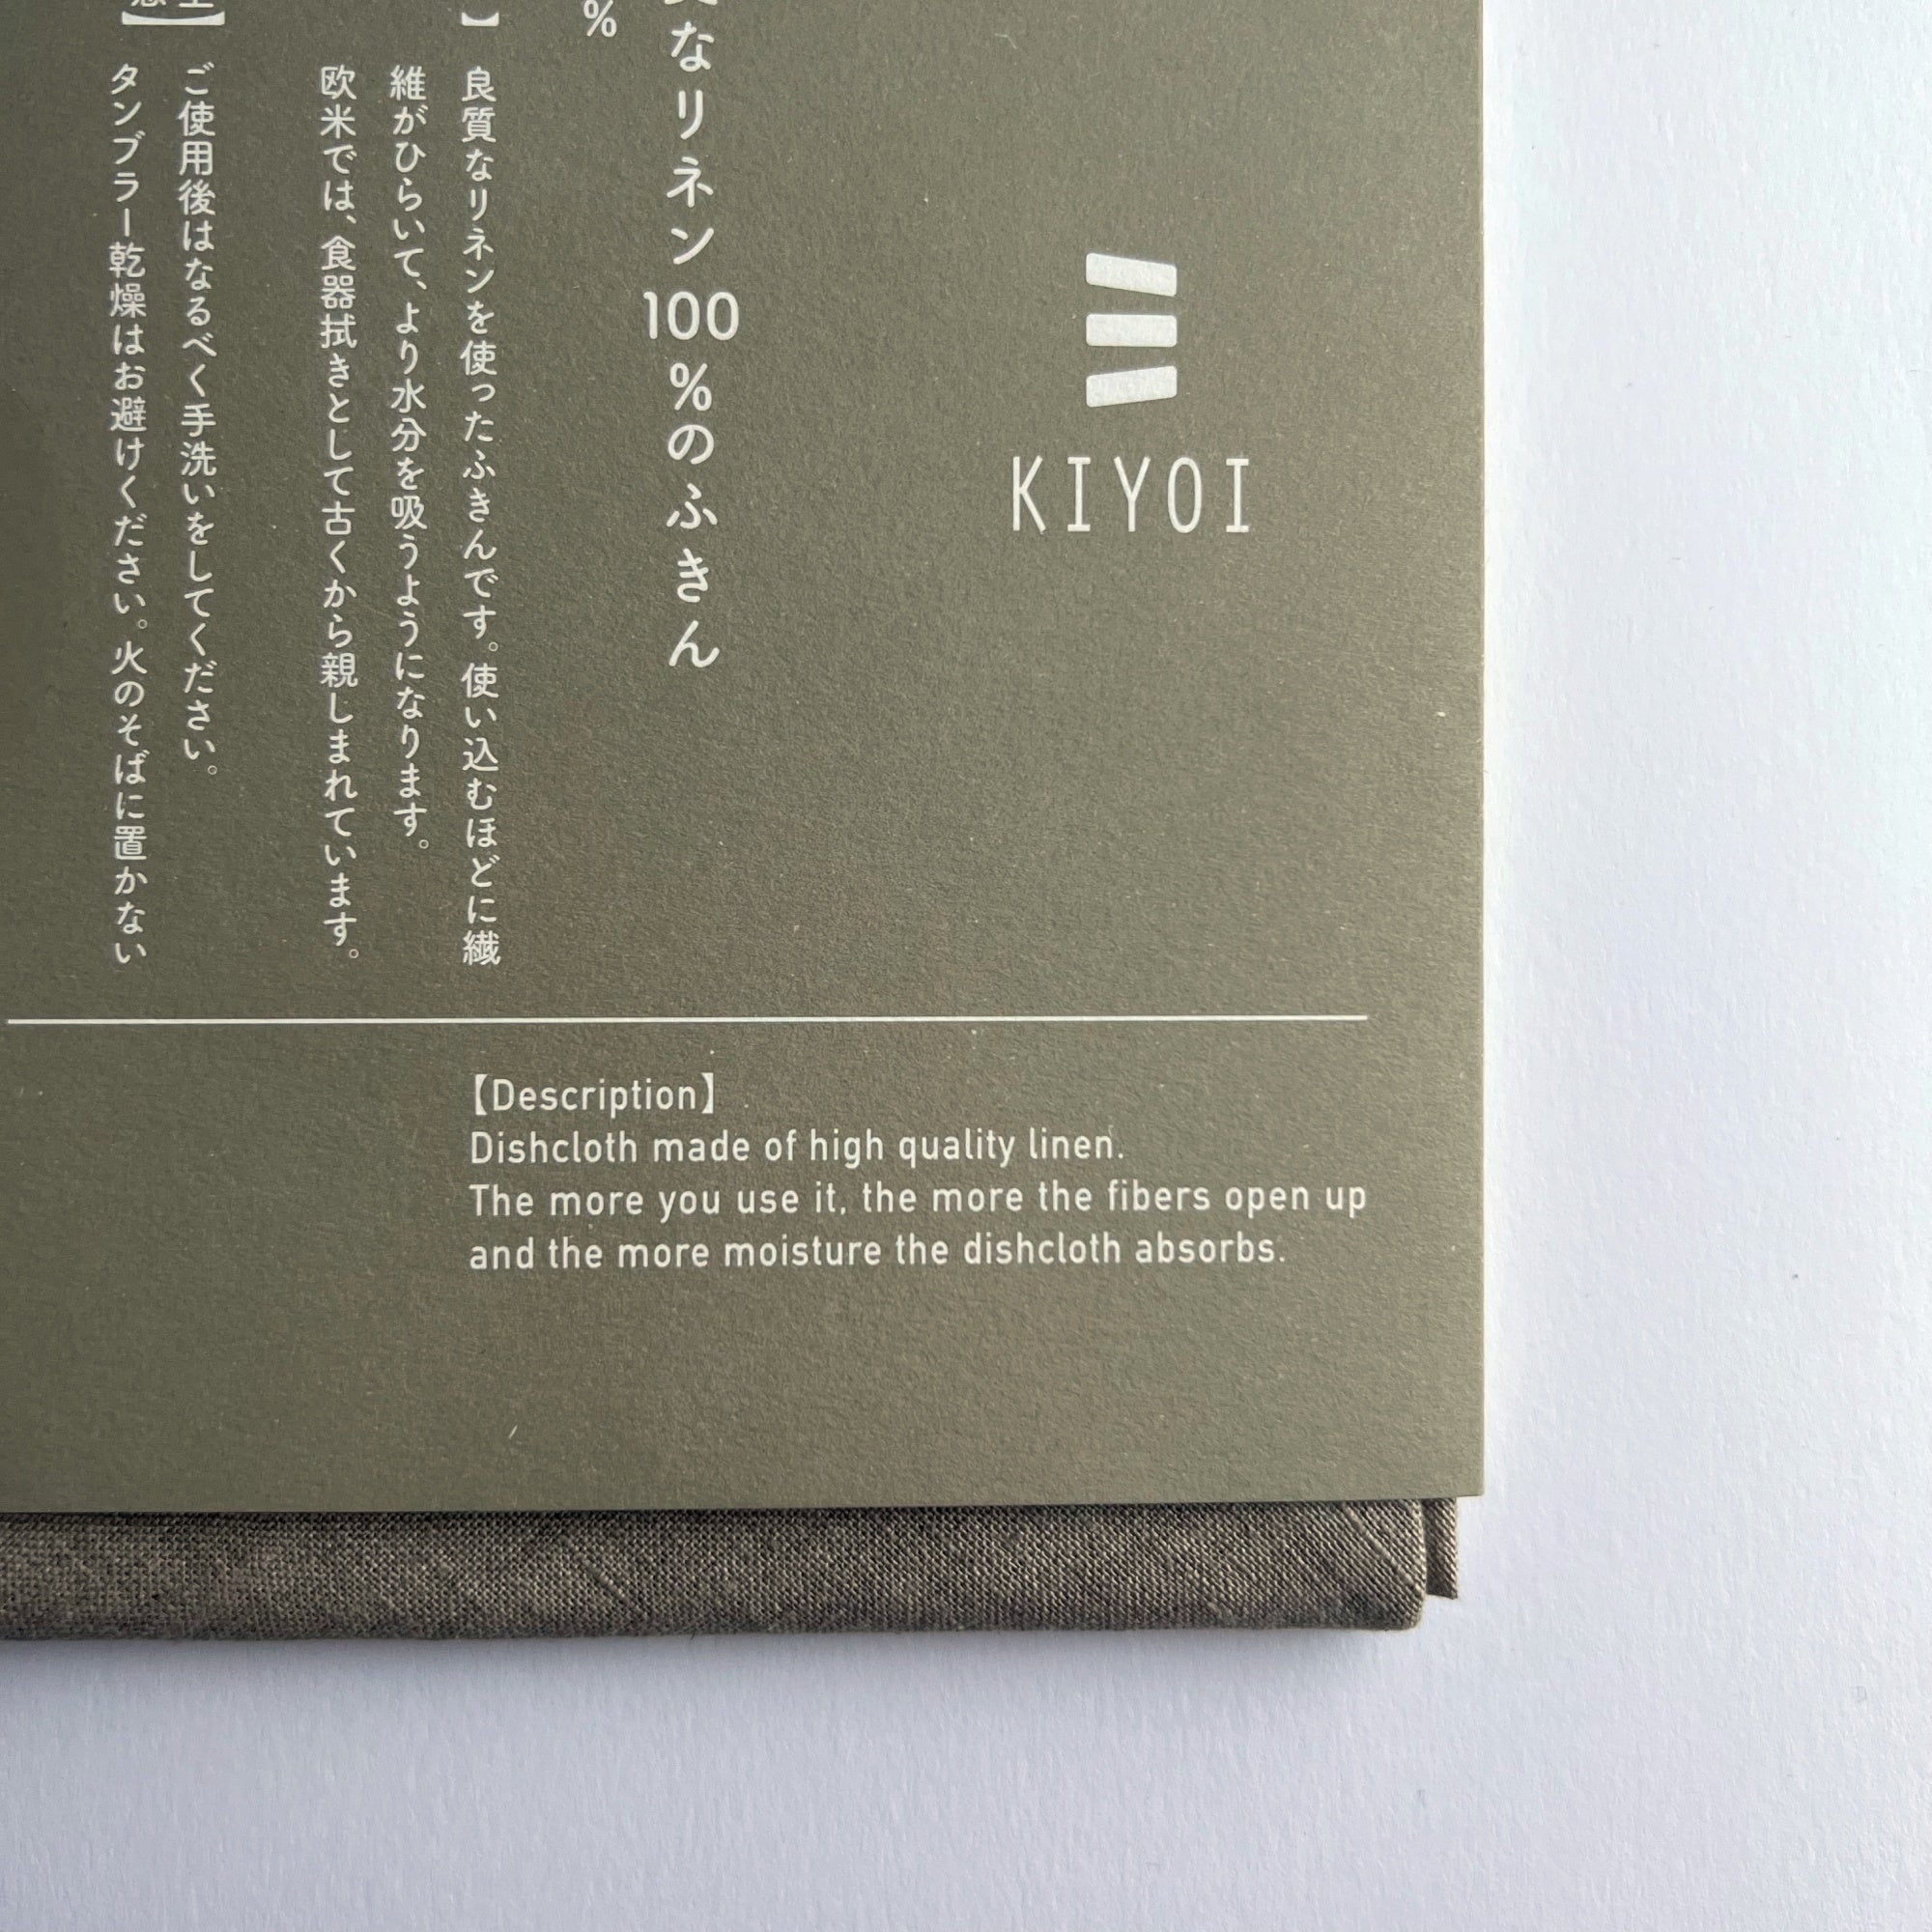 KIYOI
なリネン100%のふきん
%
良質なリネンを使ったふきんです。使い込むほどに繊
維がひらいて、より水分を吸うようになります。
欧米では、食器拭きとして古くから親しまれています。
ご使用後はなるべく手洗いをしてください。
タンブラー乾燥はお避けください。火のそばに置かない
【Description】
Dishcloth made of high quality linen.
The more you use it, the more the fibers open up
and the more moisture the dishcloth absorbs.